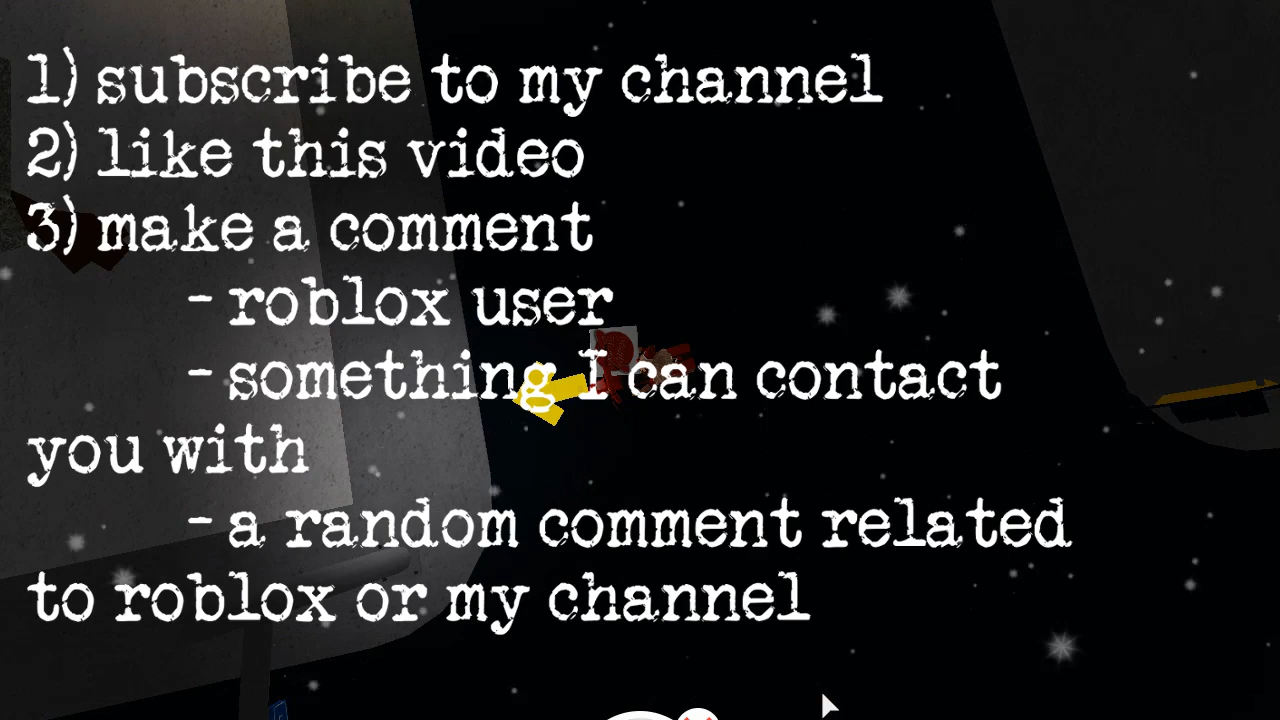 1) subscribe to my channel
2) like this video
3) make a comment
- roblox user
- something I can contact
you with
- a random comment related
to roblox or my channel